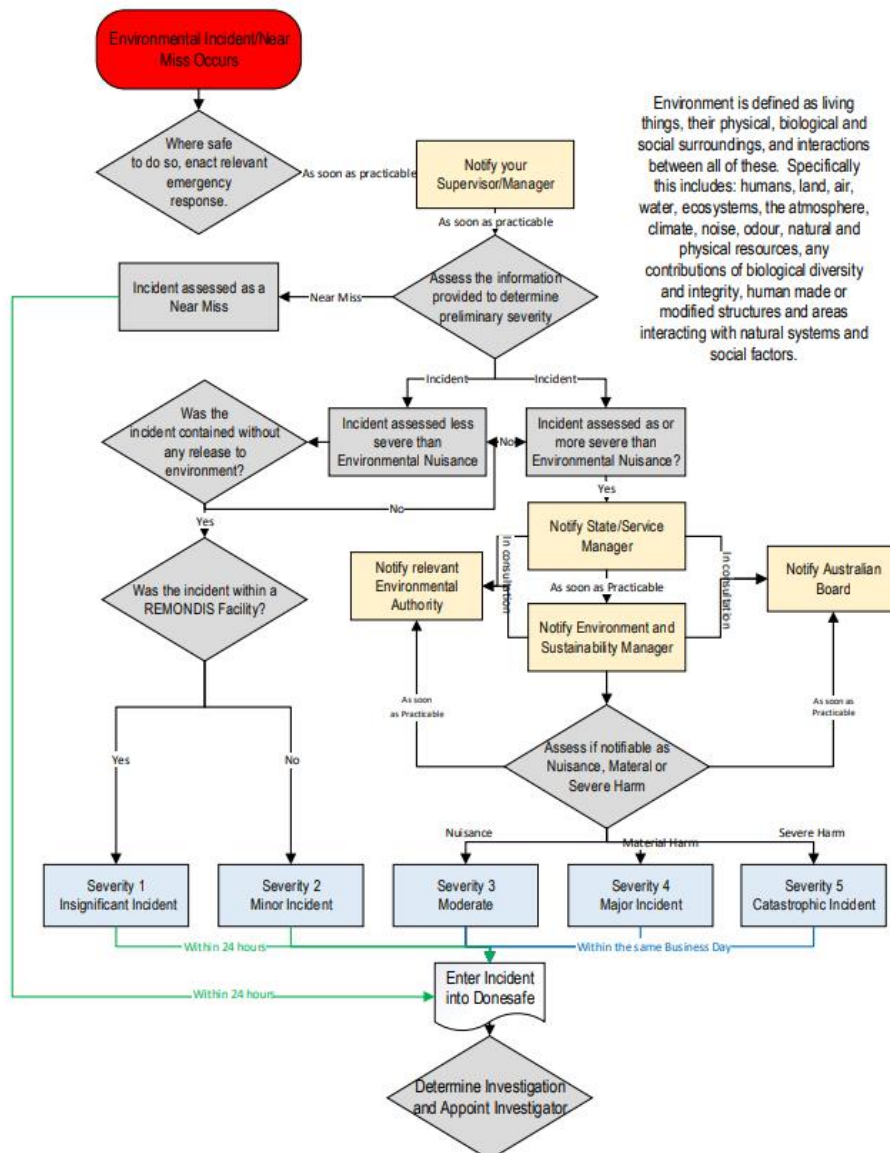 Environmental Incident/Near
Miss Occurs
Environment is defined as living
things, their physical, biological and
social surroundings, and interactions
between all of these. Specifically
this includes: humans, land, air,
water, ecosystems, the atmosphere,
climate, noise, odour, natural and
physical resources, any
contributions of biological diversity
and integrity, human made or
modified structures and areas
interacting with natural systems and
social factors.
Where safe
to do so, enact relevant
emergency
response.
As soon as practicable
Notify your
Supervisor/Manager
As soon as practicable
Assess the information
provided to determine
preliminary severity
Near Miss
Incident assessed as a
Near Miss
Incident
Incident
Was the
incident contained without
any release to
environment?
Incident assessed less
severe than
Environmental Nuisance
No
Incident assessed as or
more severe than
Environmental Nuisance?
No
Yes
Yes
Notify State/Service
Manager
Was the incident within a
REMONDIS Facility?
Notify relevant
Environmental
Authority
In consultation
As soon as Practicable
In consultation
Notify Australian
Board
Notify Environment and
Sustainability Manager
As soon
as Practicable
As soon as
Practicable
Assess if notifiable as
Nuisance, Materal or
Severe Harm
Yes
No
Nuisance
Material Harm
Severe Harm
Severity 1
Insignificant Incident
Severity 2
Minor Incident
Severity 3
Moderate
Severity 4
Major Incident
Severity 5
Catastrophic Incident
Within 24 hours
Within the same Business Day
Within 24 hours
Enter Incident
into Donesafe
Determine Investigation
and Appoint Investigator